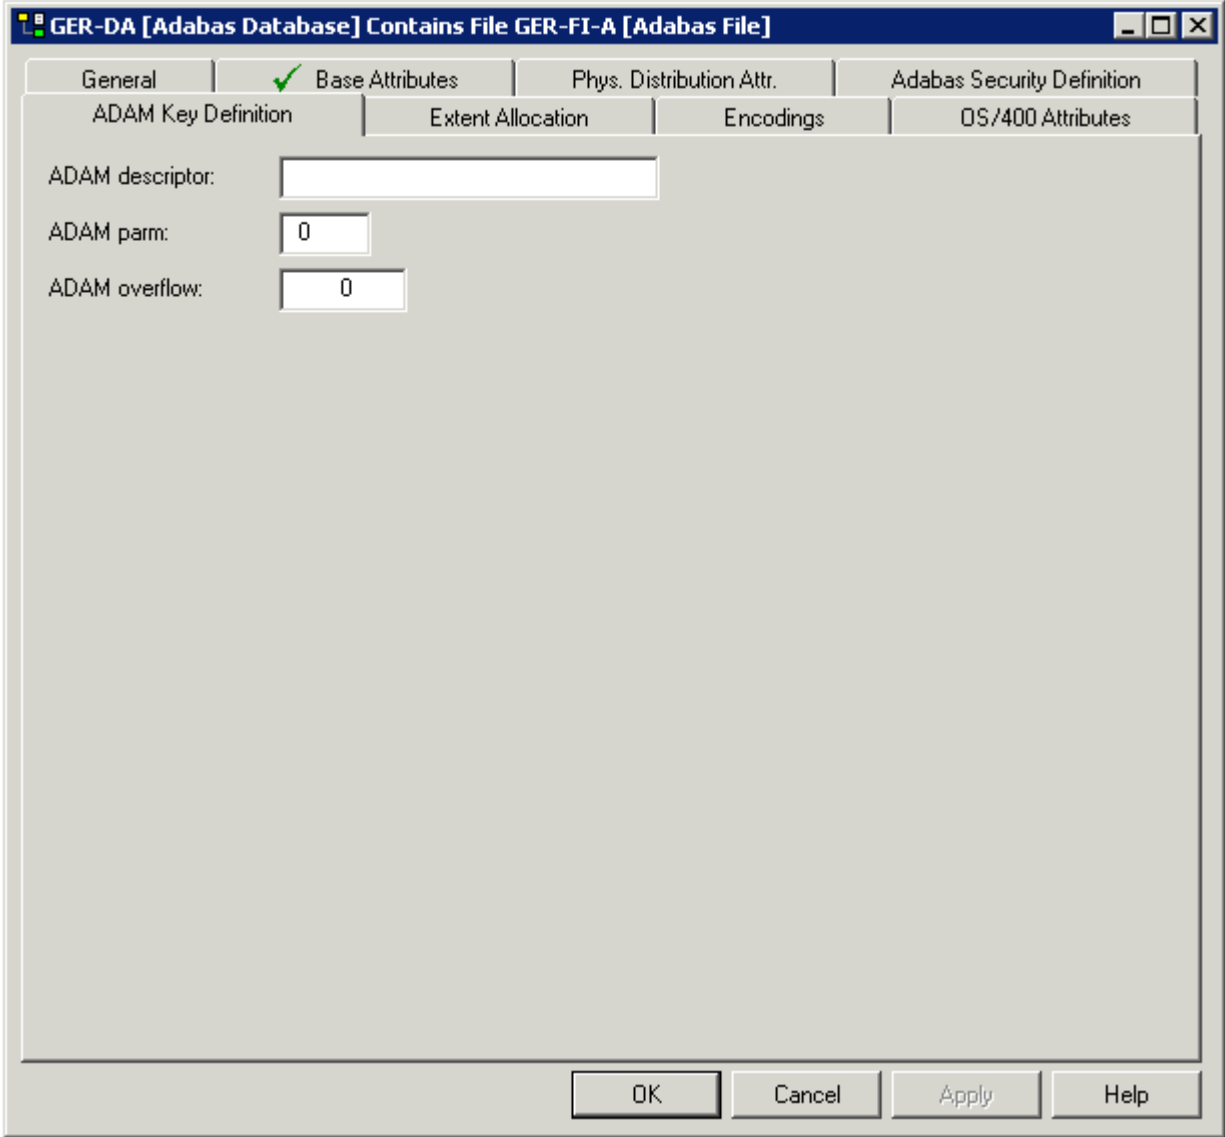 GER-DA [Adabas Database] Contains File GER-FI-A [Adabas File]
General Base Attributes Phys. Distribution Attr. Adabas Security Definition
ADAM Key Definition Extent Allocation Encodings OS/400 Attributes
ADAM descriptor:
ADAM parm: 0
ADAM overflow: 0
OK Cancel Apply Help